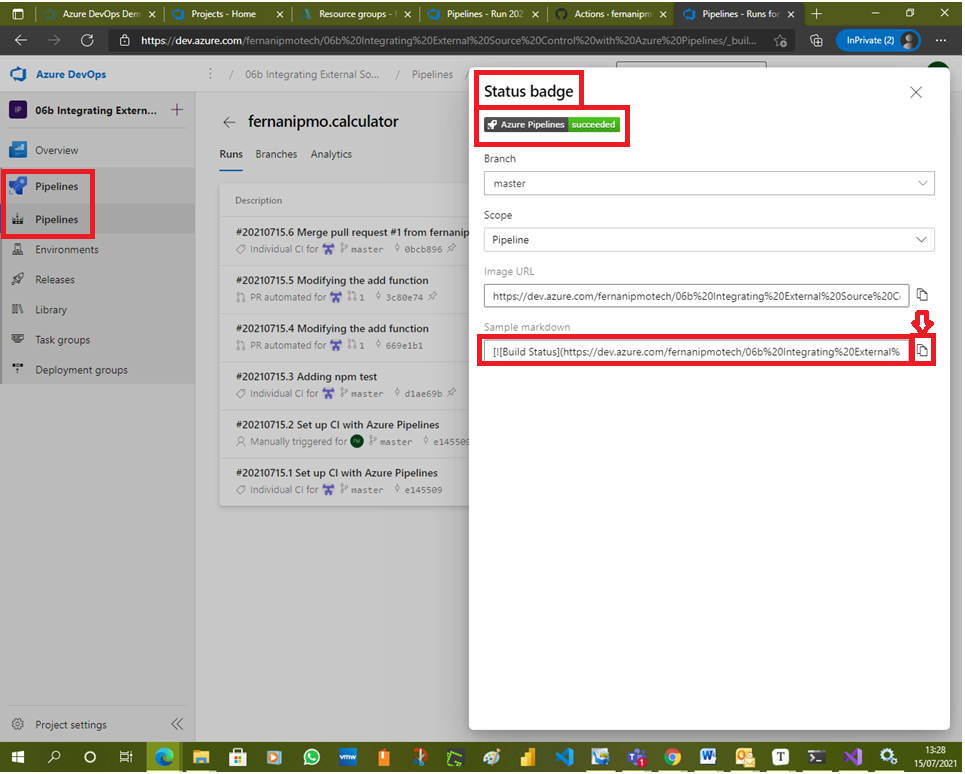 Azure DevOps Dem
Projects - Home
Resource groups -
Pipelines - Run 202
Actions · fernanipm
Pipelines - Runs for
https://dev.azure.com/fernanipmotech/06b%20Integrating%20External%20Source%20Control%20with%20Azure%20Pipelines/_buil...
InPrivate (2)
Azure DevOps
/ 06b Integrating External So... / Pipelines /
IP 06b Integrating Extern...
Overview
Pipelines
Pipelines
Environments
Releases
Library
Task groups
Deployment groups
Project settings
fernanipmo.calculator
Runs Branches Analytics
Description
#20210715.6 Merge pull request #1 from fernanip
Individual CI for master 0bcb896
#20210715.5 Modifying the add function
PR automated for 1 3c80e74
#20210715.4 Modifying the add function
PR automated for 1 669e1b1
#20210715.3 Adding npm test
Individual CI for master d1ae69b
#20210715.2 Set up CI with Azure Pipelines
Manually triggered for PM master e145509
#20210715.1 Set up CI with Azure Pipelines
Individual CI for master e145509
Status badge
Azure Pipelines succeeded
Branch
master
Scope
Pipeline
Image URL
https://dev.azure.com/fernanipmotech/06b%20Integrating%20External%20Source%20C
Sample markdown
[![Build Status](https://dev.azure.com/fernanipmotech/06b%20Integrating%20External%
vmw
13:28
15/07/2021